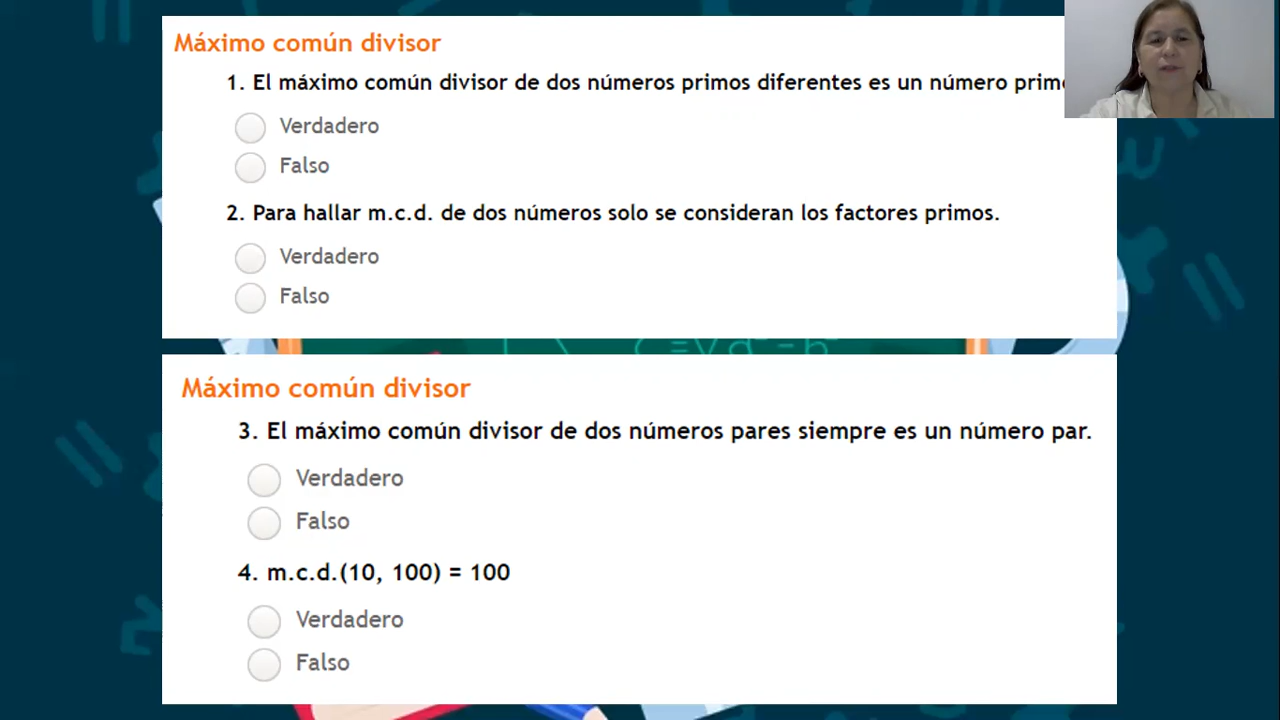 Máximo común divisor
1. El máximo común divisor de dos números primos diferentes es un número
Verdadero
Falso
2. Para hallar m.c.d. de dos números solo se consideran los factores primos.
Verdadero
Falso
Máximo común divisor
3. El máximo común divisor de dos números pares siempre es un número par.
Verdadero
Falso
4. m.c.d.(10, 100) = 100
Verdadero
Falso